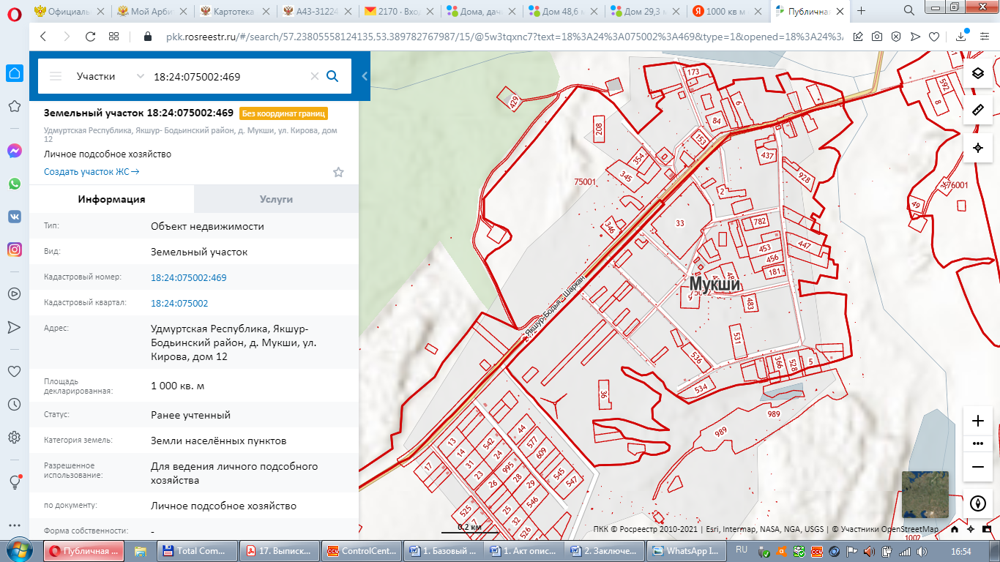 Официаль
Мой Арби
Картотека
А43-31224
2170 · Вхо
Дома, дач
Дом 48,6 м
Дом 29,3 м
1000 кв м
Публична
pkk.rosreestr.ru/#/search/57.23805558124135,53.389782767987/15/@5w3tqxnc7?text=18%3A24%3A075002%3A469&type=1&opened=18%3A24%3
Участки
18:24:075002:469
Земельный участок 18:24:075002:469
Без координат границ
Удмуртская Республика, Якшур- Бодьинский район, д. Мукши, ул. Кирова, дом
12
Личное подсобное хозяйство
Создать участок ЖС →
Информация
Услуги
Тип:
Объект недвижимости
Вид:
Земельный участок
Кадастровый номер:
18:24:075002:469
Кадастровый квартал:
18:24:075002
Адрес:
Удмуртская Республика, Якшур-
Бодьинский район, д. Мукши, ул.
Кирова, дом 12
Площадь
декларированная:
1 000 кв. м
Статус:
Ранее учтенный
Категория земель:
Земли населённых пунктов
Разрешенное
использование:
Для ведения личного подсобного
хозяйства
по документу:
Личное подсобное хозяйство
Форма собственности:
-
173
592
8
6
429
84
208
153
437
354
345
928
75001
76001
2
49
33
782
346
447
453
456
181
Мукши
9
483
Якшур-Бодья - Шаркан
531
536
366
528
5
534
36
989
989
44
13
542
577
14
24
609
17
31
995
23
28
545
26
29
547
546
525
25
32
526
1002
0.2 км
ПКК © Росреестр 2010-2021 | Esri, Intermap, NASA, NGA, USGS | © Участники OpenStreetMap
Публичная ...
Total Com...
17. Выписк...
ControlCent...
1. Базовый ...
1. Акт опис...
2. Заключе...
WhatsApp I...
RU
16:54